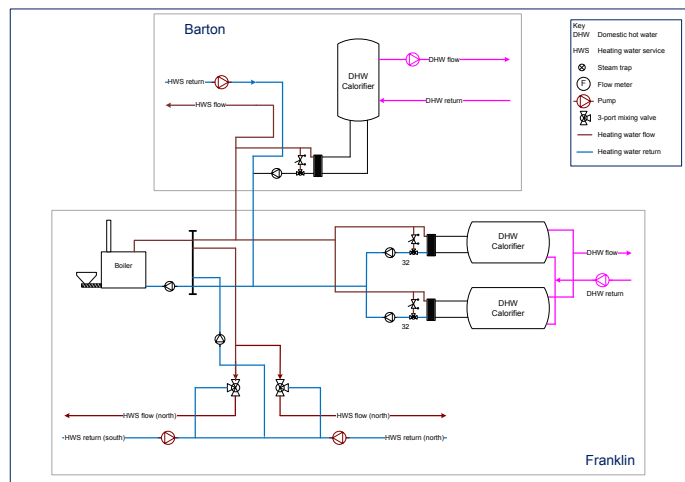 Barton
HWS return
HWS flow
DHW
Calorifier
DHW flow
DHW return
Key
DHW Domestic hot water
HWS Heating water service
Steam trap
F Flow meter
Pump
3-port mixing valve
Heating water flow
Heating water return
Boiler
32
DHW
Calorifier
DHW flow
DHW
Calorifier
DHW return
32
HWS flow (north)
HWS flow (north)
HWS return (south)
HWS return (north)
Franklin